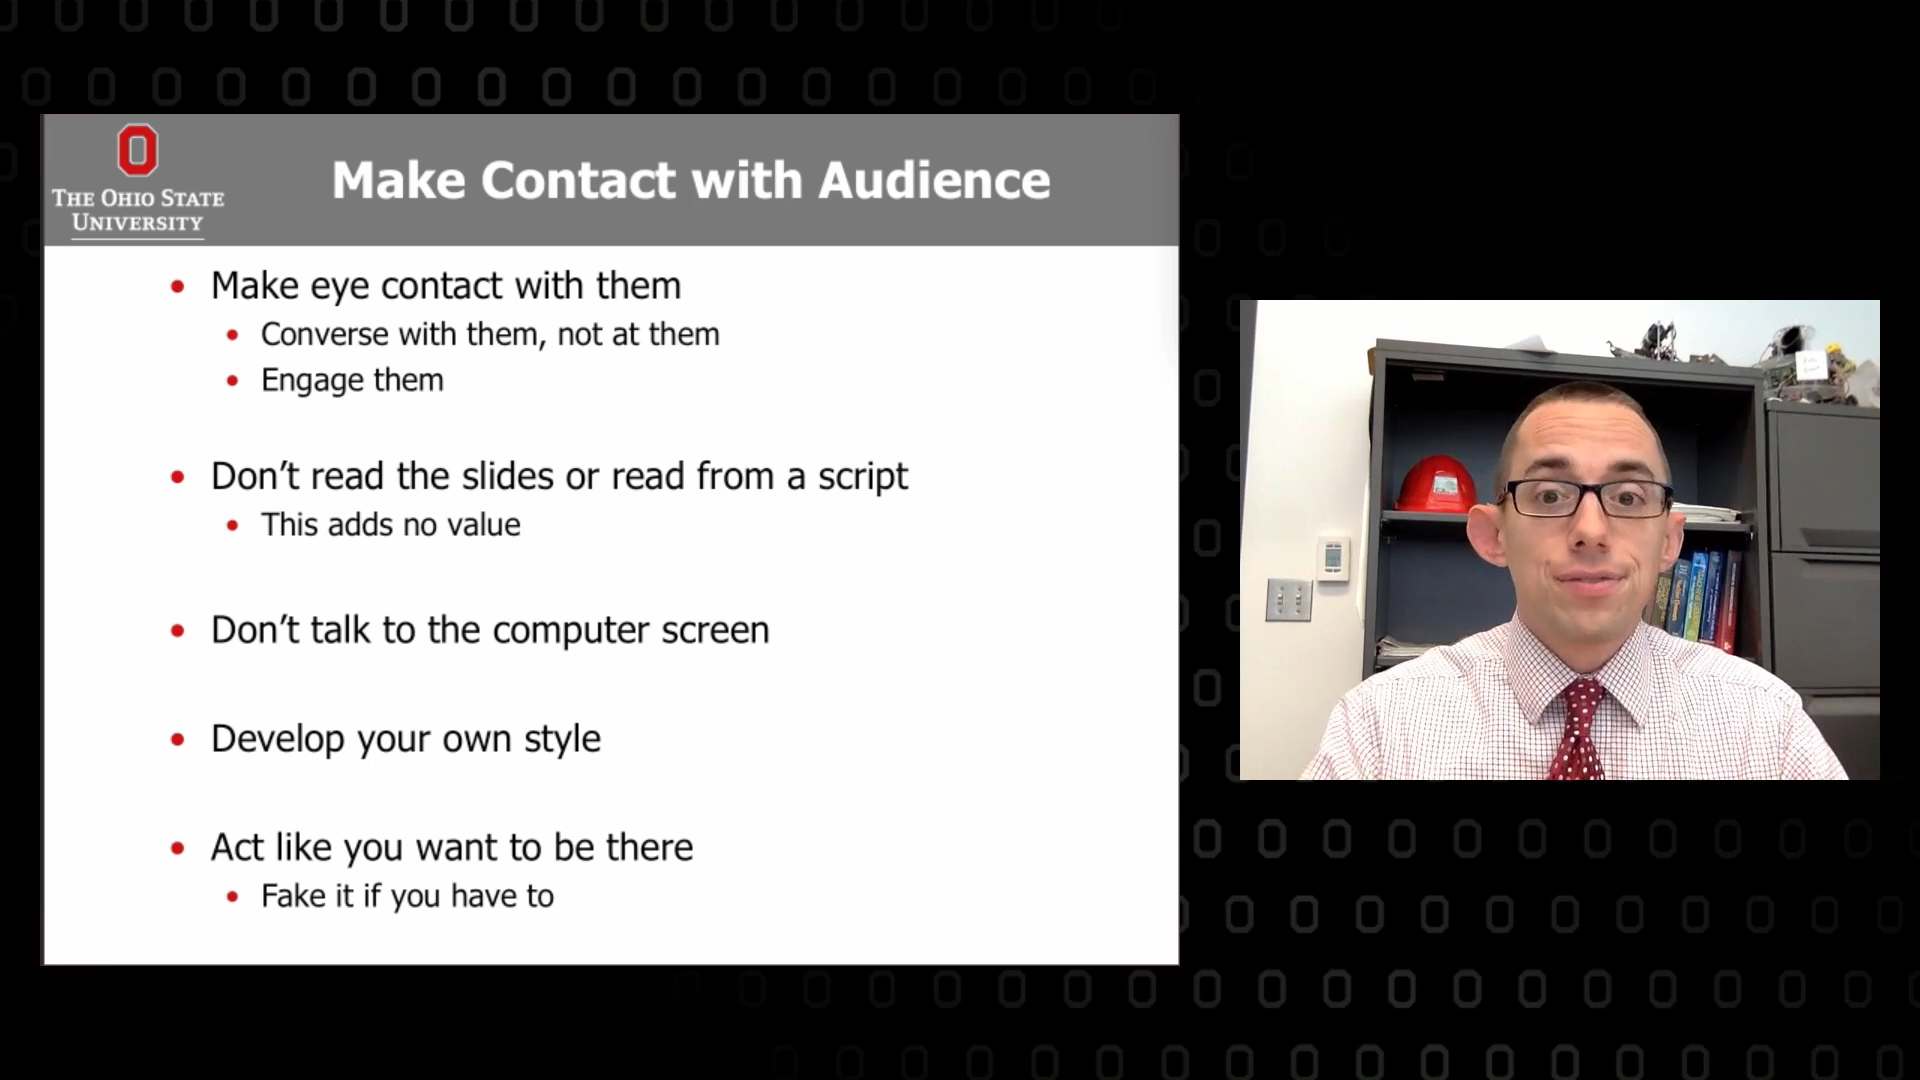 THE OHIO STATE
UNIVERSITY
Make Contact with Audience
• Make eye contact with them
• Converse with them, not at them
• Engage them
• Don’t read the slides or read from a script
• This adds no value
• Don’t talk to the computer screen
• Develop your own style
• Act like you want to be there
• Fake it if you have to